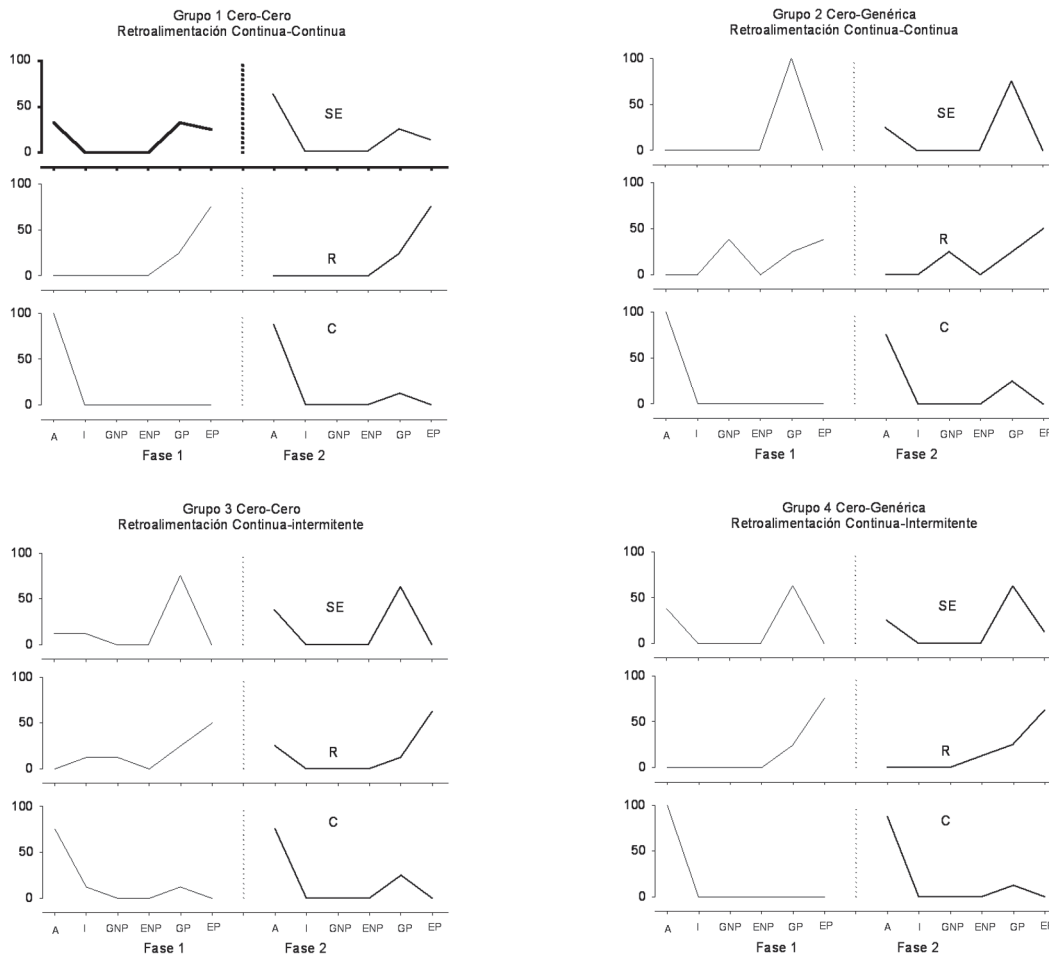 Grupo 1 Cero-Cero
Retroalimentación Continua-Continua
100
50
0
SE
100
50
0
R
100
50
0
C
A I GNP ENP GP EP A I GNP ENP GP EP
Fase 1 Fase 2
Grupo 2 Cero-Genérica
Retroalimentación Continua-Continua
100
50
0
SE
100
50
0
R
100
50
0
C
A I GNP ENP GP EP A I GNP ENP GP EP
Fase 1 Fase 2
Grupo 3 Cero-Cero
Retroalimentación Continua-intermitente
100
50
0
SE
100
50
0
R
100
50
0
C
A I GNP ENP GP EP A I GNP ENP GP EP
Fase 1 Fase 2
Grupo 4 Cero-Genérica
Retroalimentación Continua-Intermitente
100
50
0
SE
100
50
0
R
100
50
0
C
A I GNP ENP GP EP A I GNP ENP GP EP
Fase 1 Fase 2